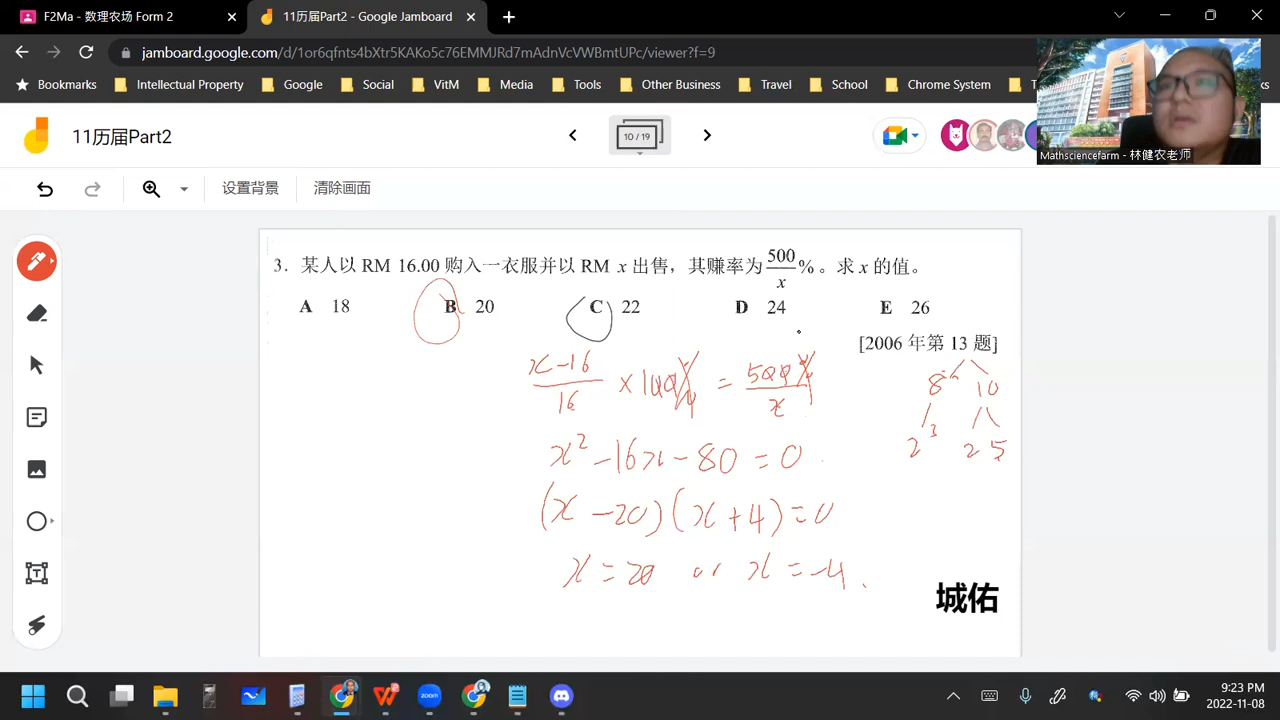 F2Ma - 数理农场 Form 2
11历届Part2 - Google Jamboard
jamboard.google.com/d/1or6qfnts4bXtr5KAKo5c76EMMJRd7mAdnVcVWBmtUPc/viewer?f=9
Bookmarks
Intellectual Property
Google
VitM
Media
Tools
Other Business
Travel
School
Chrome System
11历届Part2
10 / 19
Mathsciencefarm - 林健农老师
设置背景
清除画面
3. 某人以 RM 16.00 购入一衣服并以 RM x 出售，其赚率为 500/x %。求 x 的值。
A 18 B 20 C 22 D 24 E 26
[2006 年第 13 题]
x-16/16 × 100% = 500%/x
8 10
2³ 2 5
x² - 16x - 80 = 0
(x - 20)(x + 4) = 0
x = 20 or x = -4
城佑
9:23 PM
2022-11-08